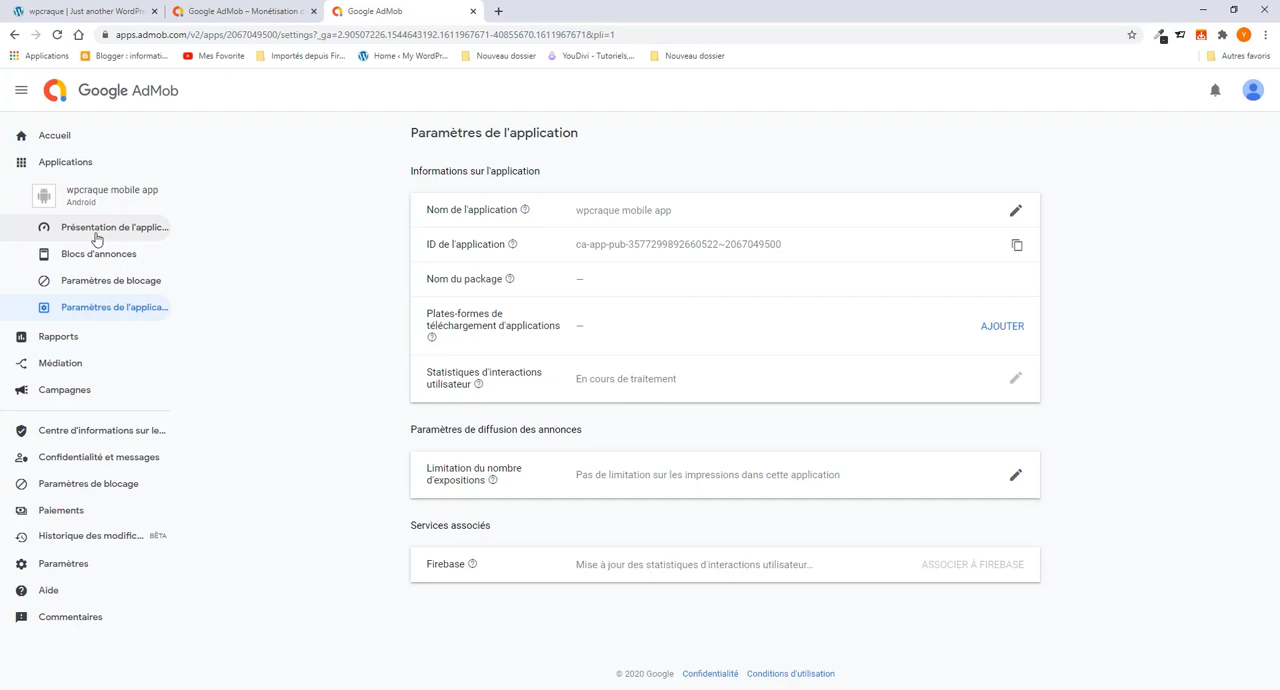 wpcraque | Just another WordPre
Google AdMob – Monétisation d
Google AdMob
apps.admob.com/v2/apps/2067049500/settings?_ga=2.90507226.1544643192.1611967671-40855670.1611967671&pli=1
Y
Applications
Blogger : informati...
Mes Favorite
Importés depuis Fir...
Home ‹ My WordPr...
Nouveau dossier
YouDivi - Tutoriels,...
Nouveau dossier
Autres favoris
Google AdMob
Accueil
Applications
wpcraque mobile app
Android
Présentation de l'applic...
Blocs d'annonces
Paramètres de blocage
Paramètres de l'applica...
Rapports
Médiation
Campagnes
Centre d'informations sur le...
Confidentialité et messages
Paramètres de blocage
Paiements
Historique des modific... BÊTA
Paramètres
Aide
Commentaires
Paramètres de l'application
Informations sur l'application
Nom de l'application wpcraque mobile app
ID de l'application ca-app-pub-3577299892660522~2067049500
Nom du package –
Plates-formes de
téléchargement d'applications – AJOUTER
Statistiques d'interactions
utilisateur En cours de traitement
Paramètres de diffusion des annonces
Limitation du nombre
d'expositions Pas de limitation sur les impressions dans cette application
Services associés
Firebase Mise à jour des statistiques d'interactions utilisateur... ASSOCIER À FIREBASE
© 2020 Google Confidentialité Conditions d'utilisation